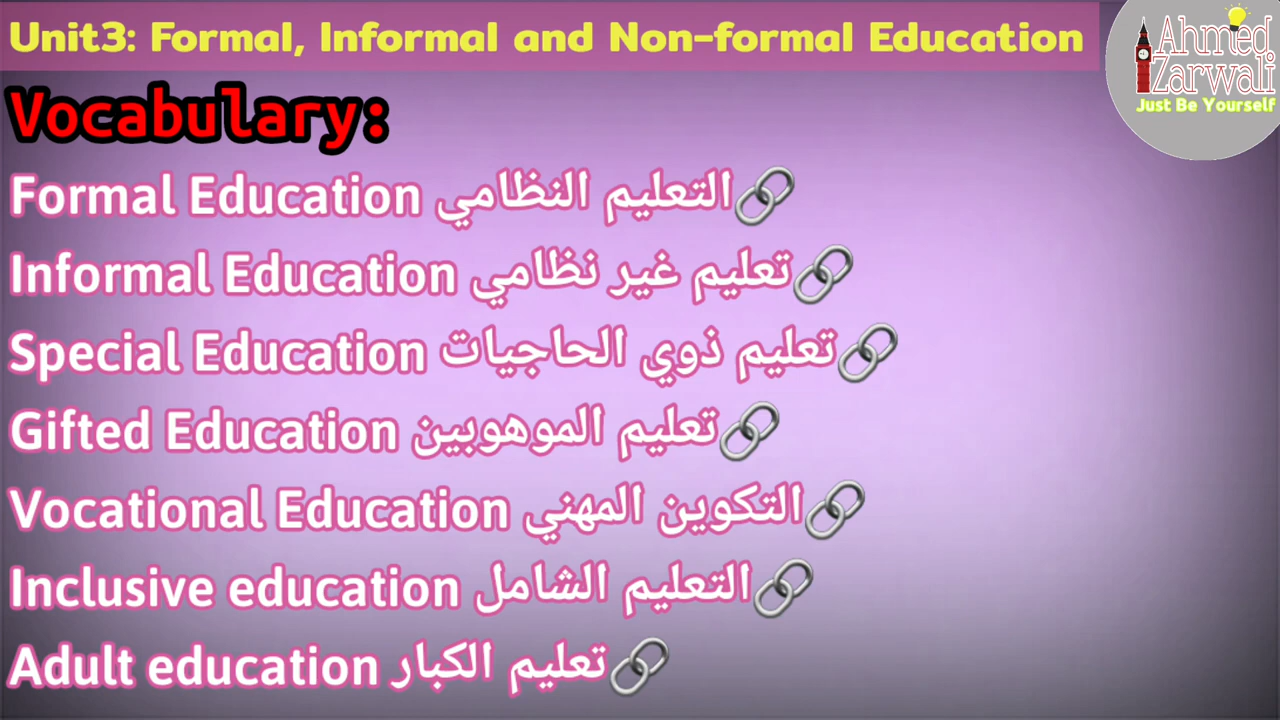 Unit3: Formal, Informal and Non-formal Education
Ahmed
Zarwali
Just Be Yourself
Vocabulary:
Formal Education التعليم النظامي
Informal Education تعليم غير نظامي
Special Education تعليم ذوي الحاجيات
Gifted Education تعليم الموهوبين
Vocational Education التكوين المهني
Inclusive education التعليم الشامل
Adult education تعليم الكبار